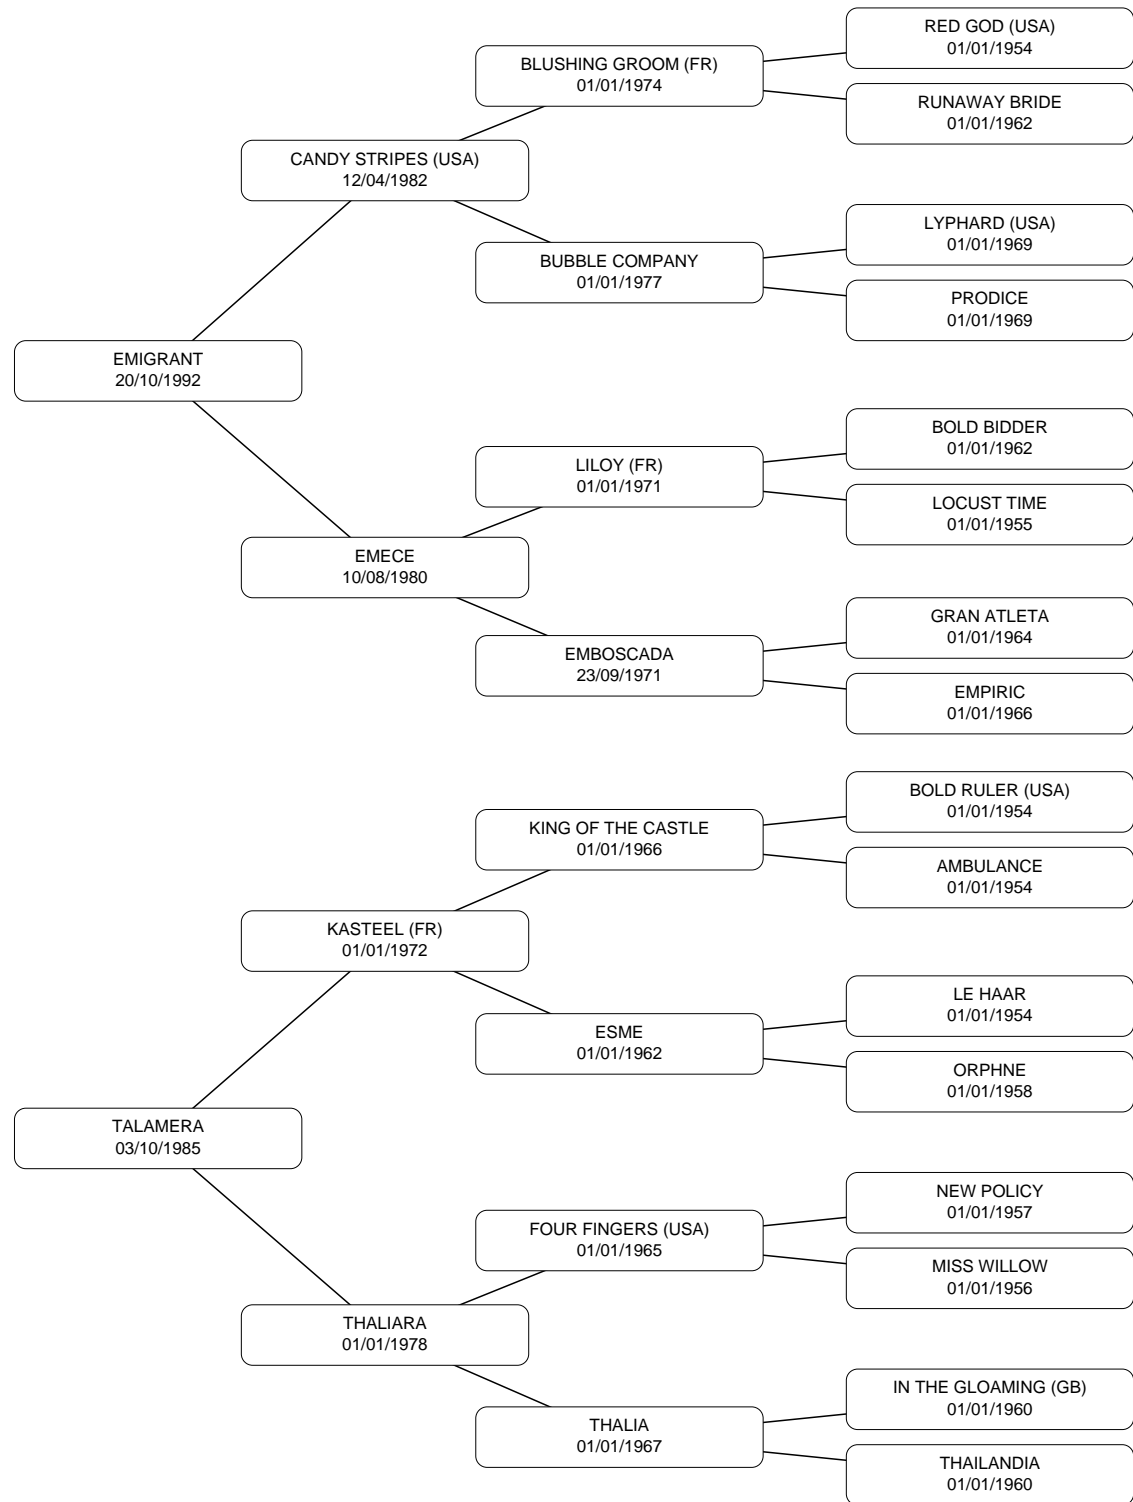 RED GOD (USA)
01/01/1954
BLUSHING GROOM (FR)
01/01/1974
RUNAWAY BRIDE
01/01/1962
CANDY STRIPES (USA)
12/04/1982
LYPHARD (USA)
01/01/1969
BUBBLE COMPANY
01/01/1977
PRODICE
01/01/1969
EMIGRANT
20/10/1992
BOLD BIDDER
01/01/1962
LILOY (FR)
01/01/1971
LOCUST TIME
01/01/1955
EMECE
10/08/1980
GRAN ATLETA
01/01/1964
EMBOSCADA
23/09/1971
EMPIRIC
01/01/1966
BOLD RULER (USA)
01/01/1954
KING OF THE CASTLE
01/01/1966
AMBULANCE
01/01/1954
KASTEEL (FR)
01/01/1972
LE HAAR
01/01/1954
ESME
01/01/1962
ORPHNE
01/01/1958
TALAMERA
03/10/1985
NEW POLICY
01/01/1957
FOUR FINGERS (USA)
01/01/1965
MISS WILLOW
01/01/1956
THALIARA
01/01/1978
IN THE GLOAMING (GB)
01/01/1960
THALIA
01/01/1967
THAILANDIA
01/01/1960